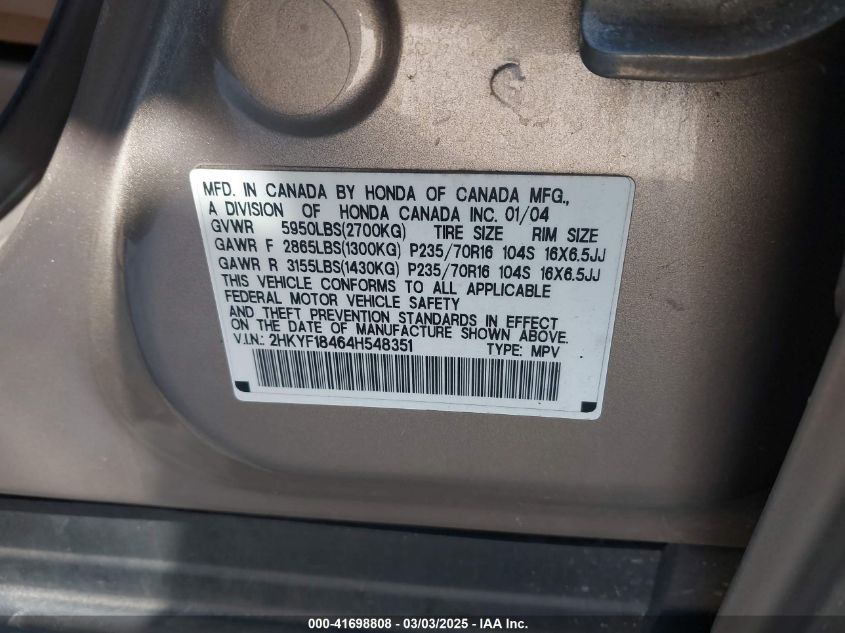 MFD. IN CANADA BY HONDA OF CANADA MFG.,
A DIVISION OF HONDA CANADA INC. 01/04
GVWR 5950LBS(2700KG) TIRE SIZE RIM SIZE
GAWR F 2865LBS(1300KG) P235/70R16 104S 16X6.5JJ
GAWR R 3155LBS(1430KG) P235/70R16 104S 16X6.5JJ
THIS VEHICLE CONFORMS TO ALL APPLICABLE
FEDERAL MOTOR VEHICLE SAFETY
AND THEFT PREVENTION STANDARDS IN EFFECT
ON THE DATE OF MANUFACTURE SHOWN ABOVE.
V.I.N.: 2HKYF18464H548351 TYPE: MPV
000-41698808 - 03/03/2025 - IAA Inc.